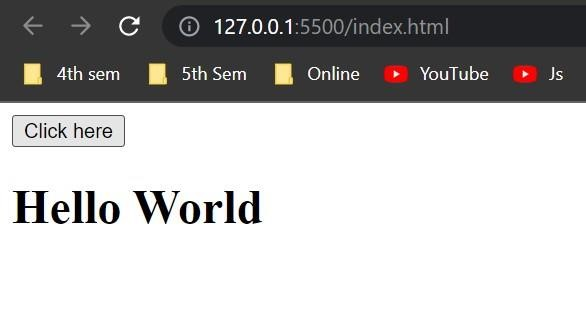 127.0.0.1:5500/index.html
4th sem 5th Sem Online YouTube Js
Click here
Hello World